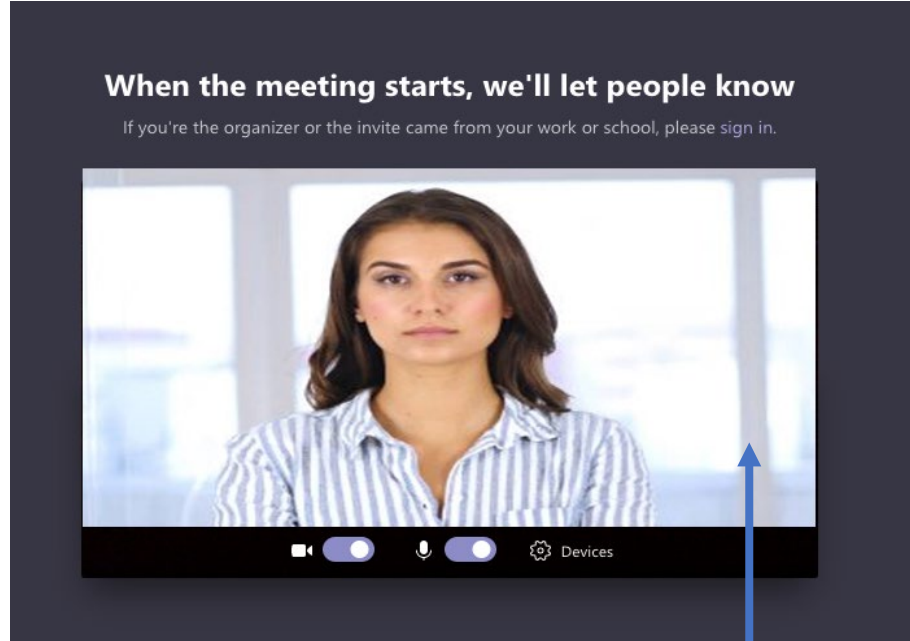 When the meeting starts, we'll let people know
If you're the organizer or the invite came from your work or school, please sign in.
Devices